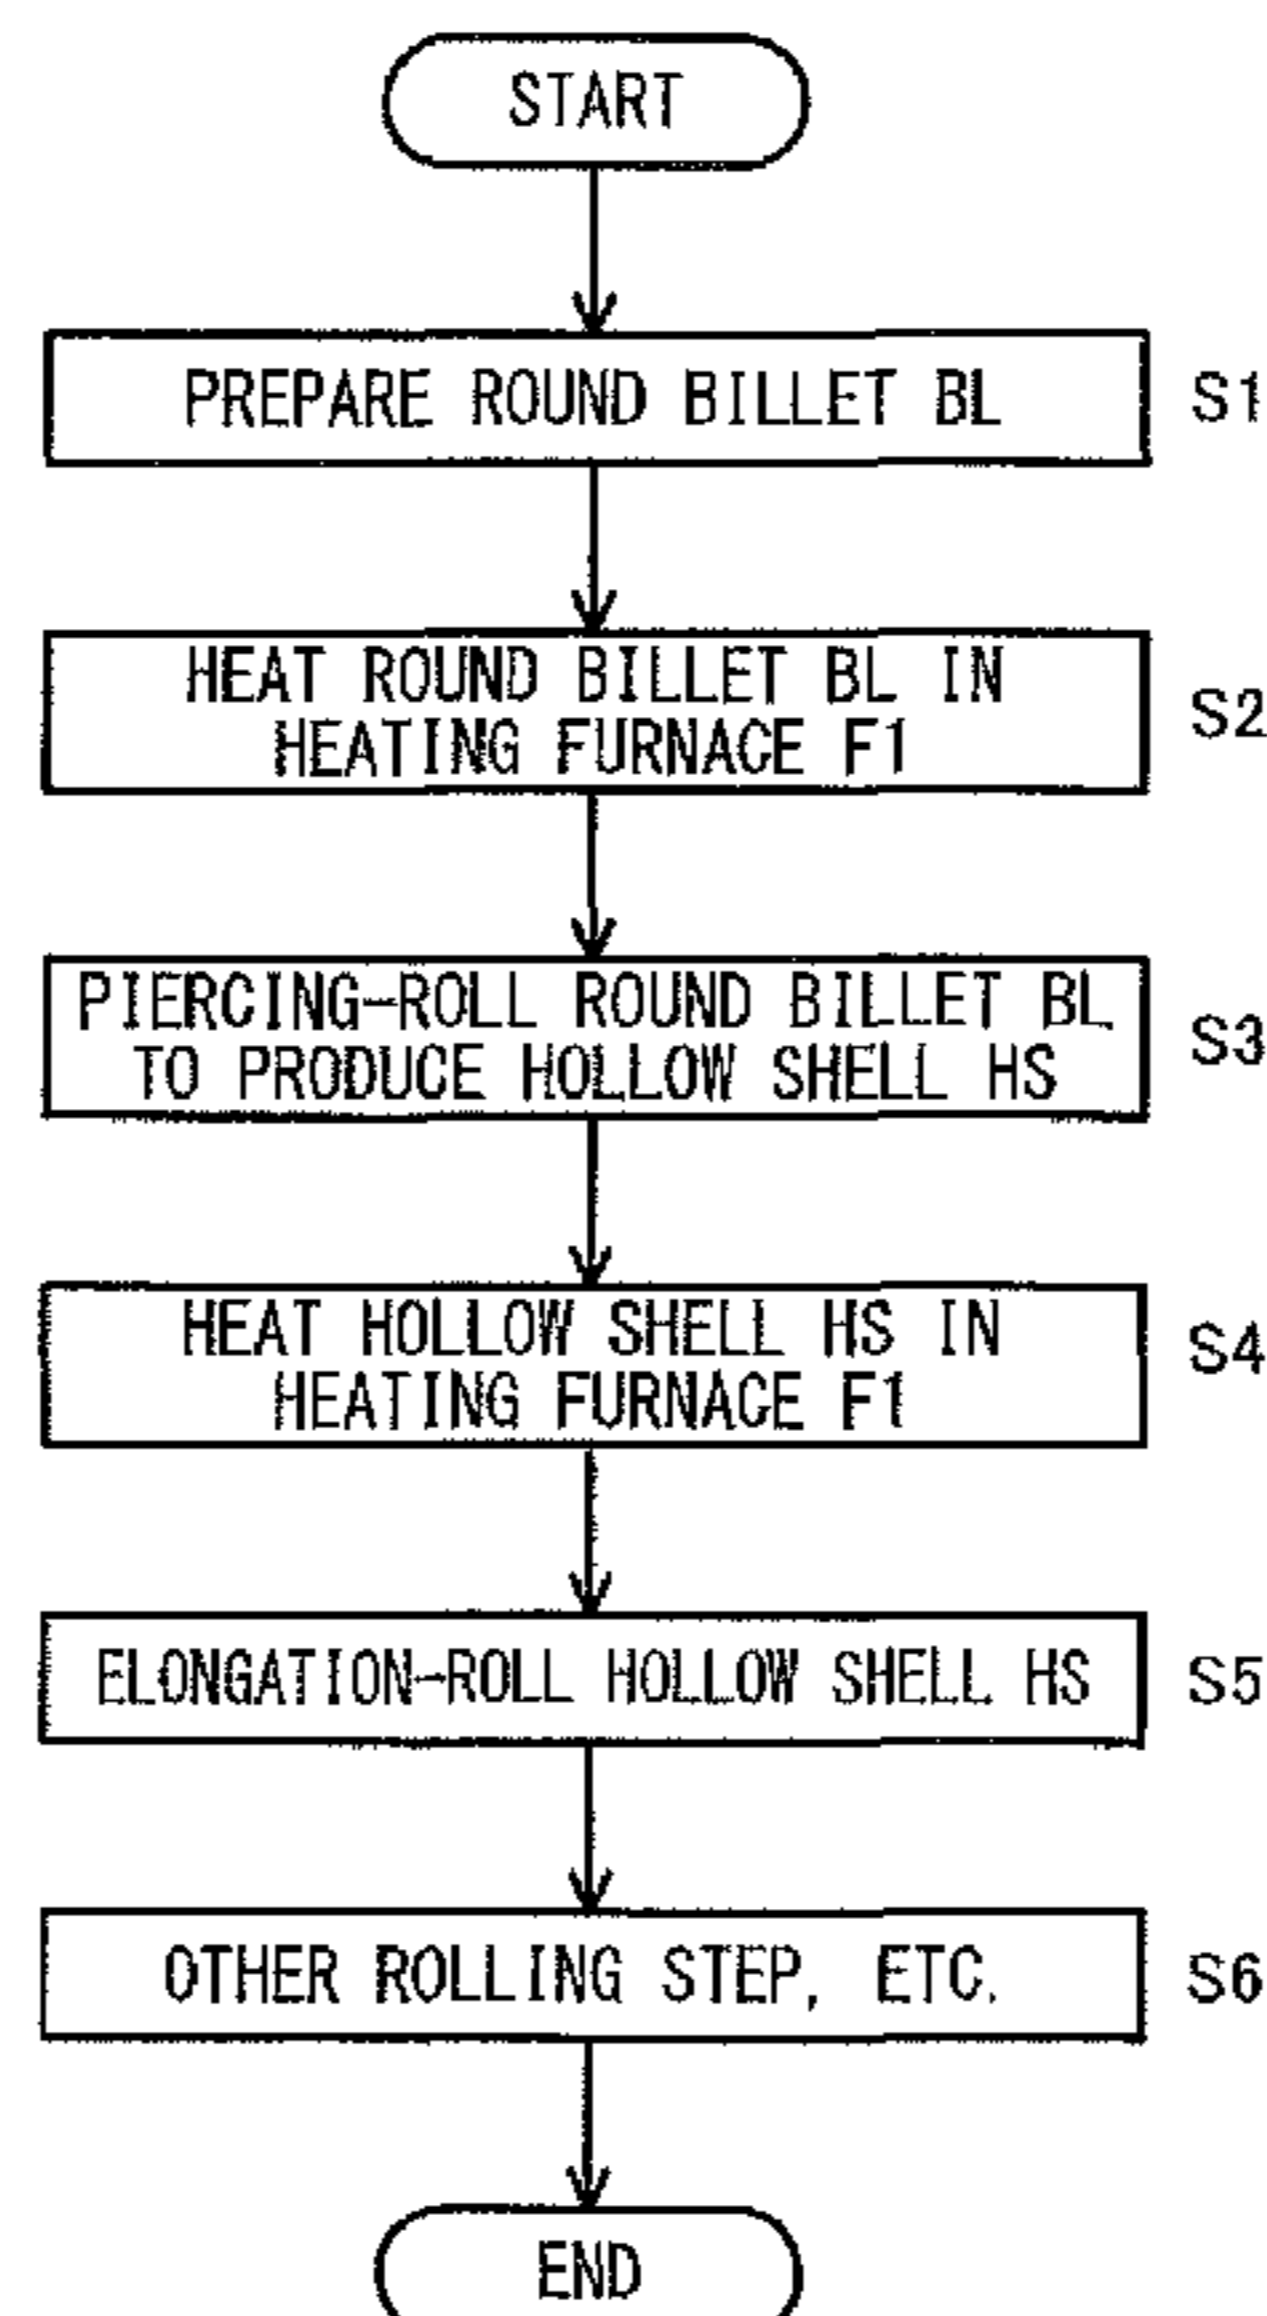 START
PREPARE ROUND BILLET BL
S1
HEAT ROUND BILLET BL IN
HEATING FURNACE F1
S2
PIERCING-ROLL ROUND BILLET BL
TO PRODUCE HOLLOW SHELL HS
S3
HEAT HOLLOW SHELL HS IN
HEATING FURNACE F1
S4
ELONGATION-ROLL HOLLOW SHELL HS
S5
OTHER ROLLING STEP, ETC.
S6
END